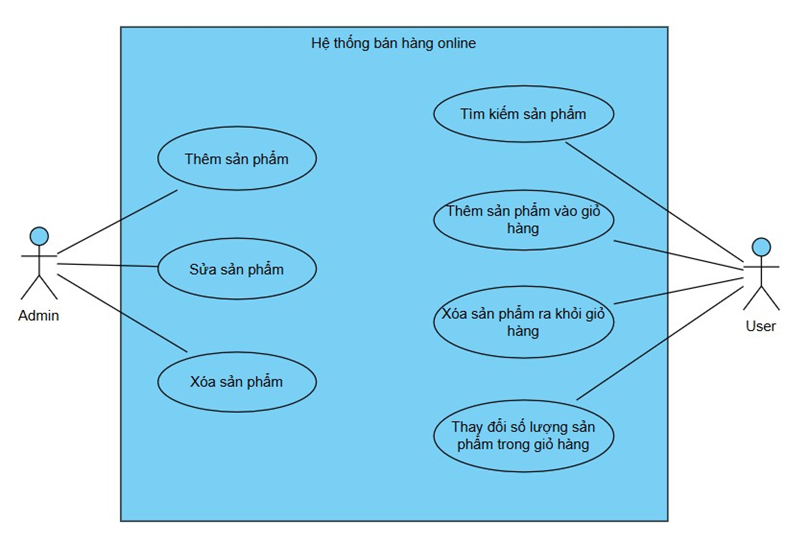 Hệ thống bán hàng online
Tìm kiếm sản phẩm
Thêm sản phẩm
Thêm sản phẩm vào giỏ
hàng
Sửa sản phẩm
Admin
Xóa sản phẩm ra khỏi giỏ
hàng
User
Xóa sản phẩm
Thay đổi số lượng sản
phẩm trong giỏ hàng